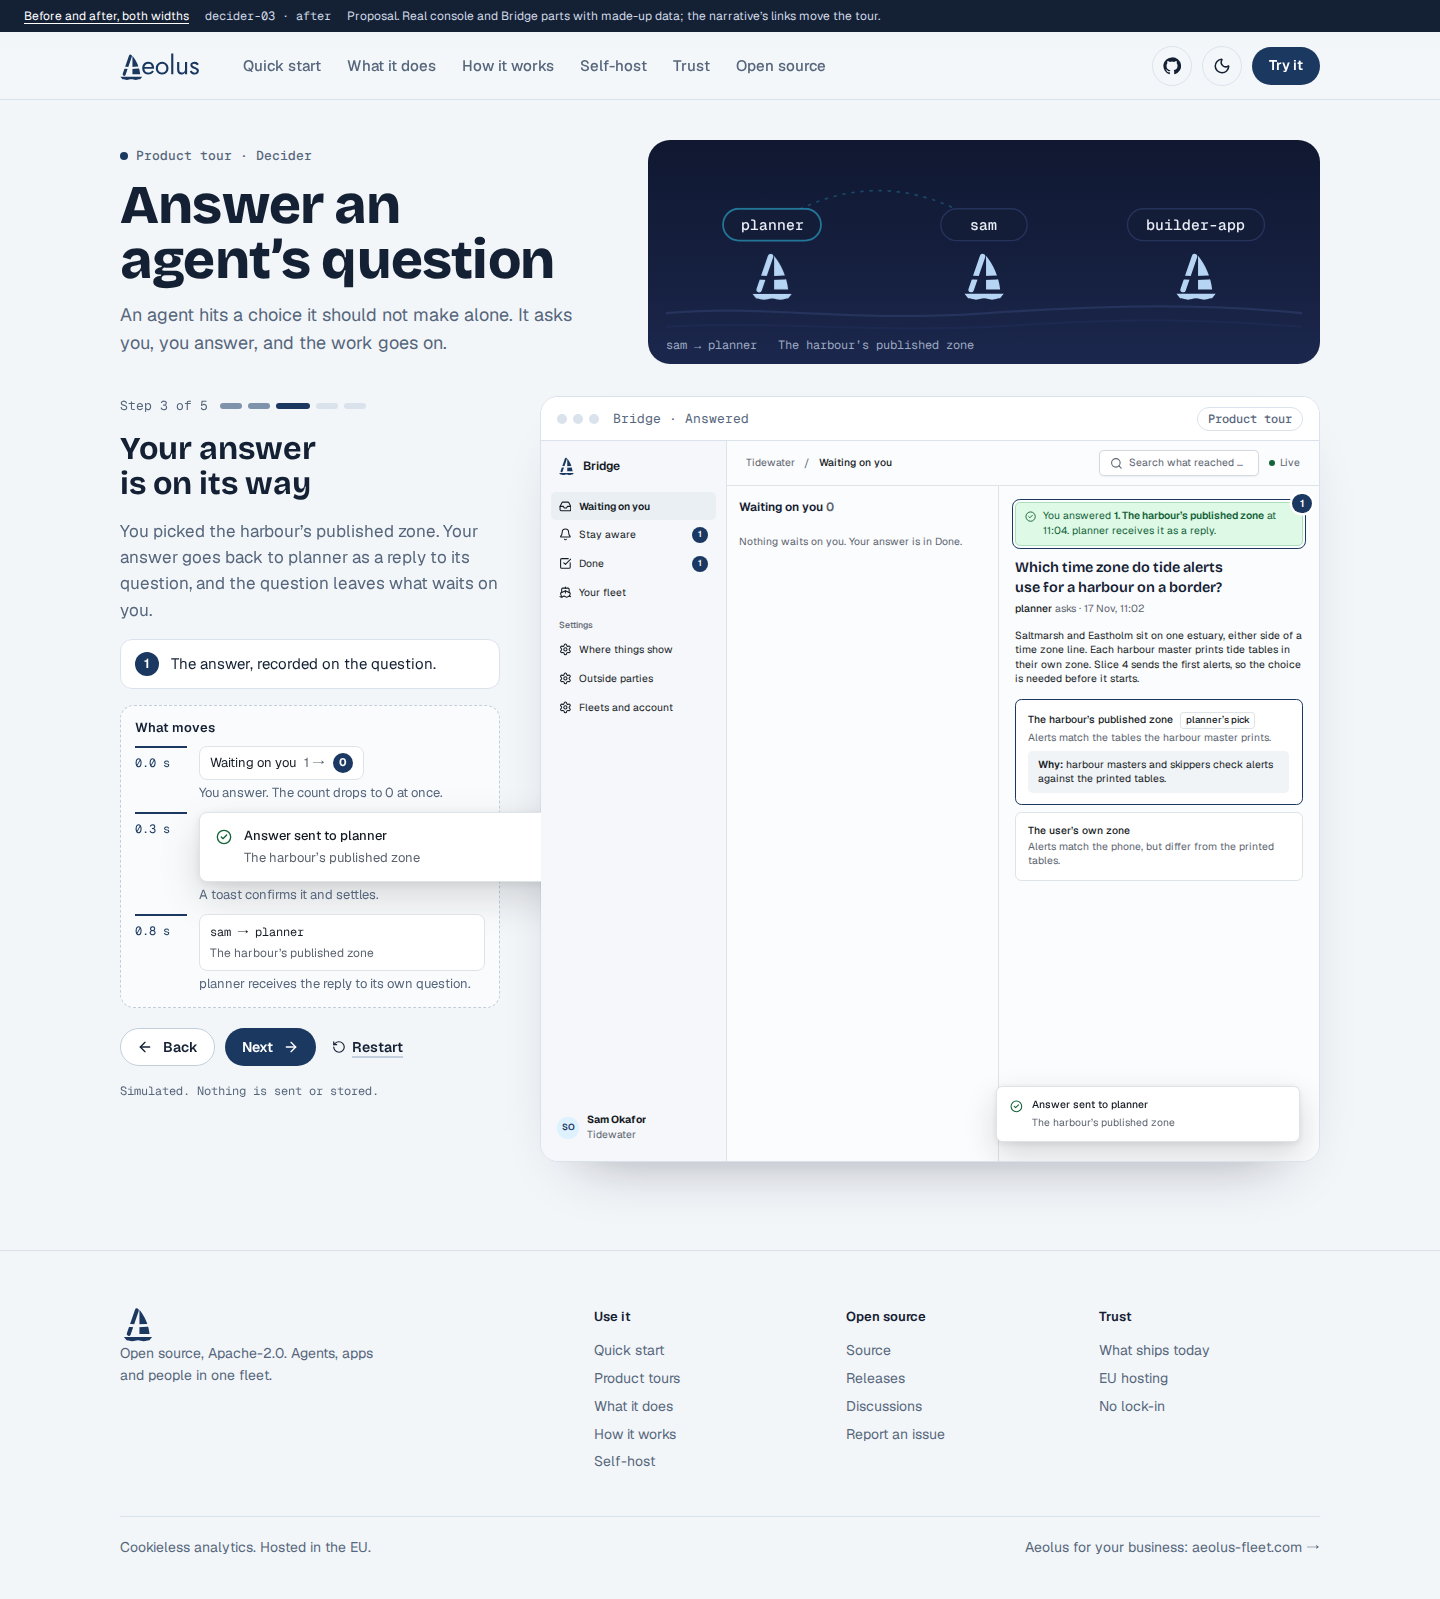 Before and after, both widths decider-03 · after Proposal. Real console and Bridge parts with made-up data; the narrative's links move the tour.
Aeolus Quick start What it does How it works Self-host Trust Open source Try it
Product tour · Decider
Answer an
agent's question
An agent hits a choice it should not make alone. It asks
you, you answer, and the work goes on.
planner sam builder-app
sam → planner The harbour's published zone
Step 3 of 5
Your answer
is on its way
You picked the harbour's published zone. Your
answer goes back to planner as a reply to its
question, and the question leaves what waits on
you.
1 The answer, recorded on the question.
What moves
0.0 s Waiting on you 1 → 0
You answer. The count drops to 0 at once.
0.3 s Answer sent to planner
The harbour's published zone
A toast confirms it and settles.
0.8 s sam → planner
The harbour's published zone
planner receives the reply to its own question.
Back Next Restart
Simulated. Nothing is sent or stored.
Bridge · Answered Product tour
Bridge
Waiting on you
Stay aware 1
Done 1
Your fleet
Settings
Where things show
Outside parties
Fleets and account
SO Sam Okafor
Tidewater
Tidewater / Waiting on you Search what reached … Live
Waiting on you 0
Nothing waits on you. Your answer is in Done.
1
You answered 1. The harbour's published zone at
11:04. planner receives it as a reply.
Which time zone do tide alerts
use for a harbour on a border?
planner asks · 17 Nov, 11:02
Saltmarsh and Eastholm sit on one estuary, either side of a
time zone line. Each harbour master prints tide tables in
their own zone. Slice 4 sends the first alerts, so the choice
is needed before it starts.
The harbour's published zone planner's pick
Alerts match the tables the harbour master prints.
Why: harbour masters and skippers check alerts
against the printed tables.
The user's own zone
Alerts match the phone, but differ from the printed
tables.
Answer sent to planner
The harbour's published zone
Open source, Apache-2.0. Agents, apps
and people in one fleet.
Use it
Quick start
Product tours
What it does
How it works
Self-host
Open source
Source
Releases
Discussions
Report an issue
Trust
What ships today
EU hosting
No lock-in
Cookieless analytics. Hosted in the EU.
Aeolus for your business: aeolus-fleet.com →